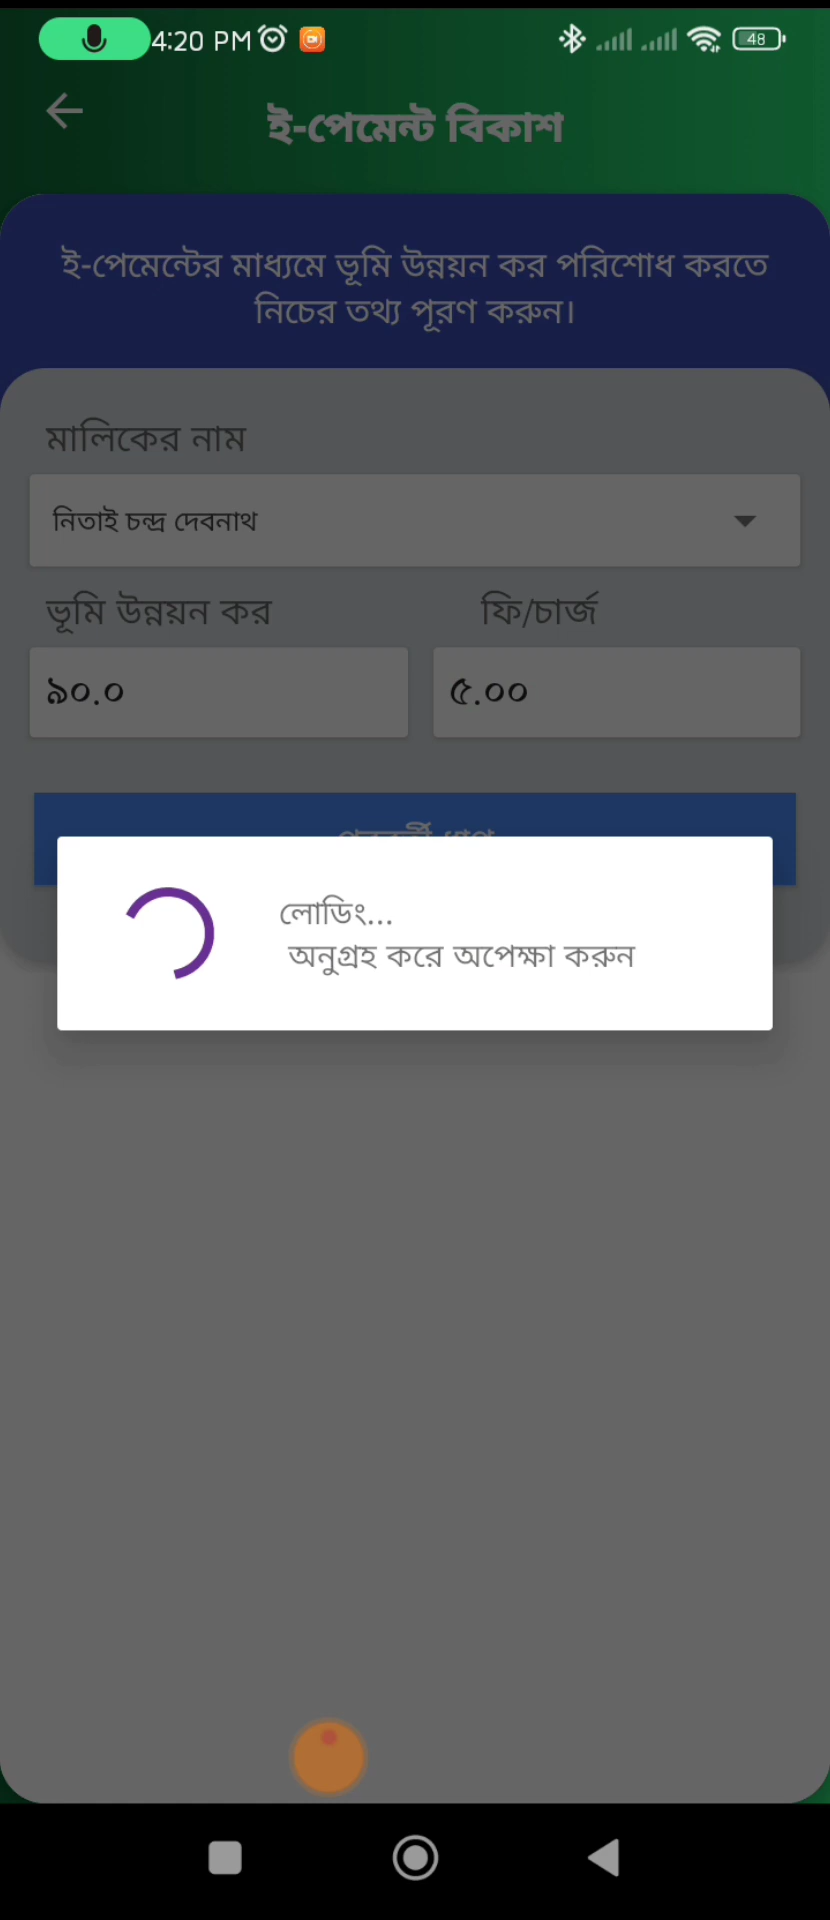 4:20 PM
48
ই-পেমেন্ট বিকাশ
ই-পেমেন্টের মাধ্যমে ভূমি উন্নয়ন কর পরিশোধ করতে
নিচের তথ্য পূরণ করুন।
মালিকের নাম
নিতাই চন্দ্র দেবনাথ
ভূমি উন্নয়ন কর
ফি/চার্জ
৯০.০
৫.০০
লোডিং...
অনুগ্রহ করে অপেক্ষা করুন